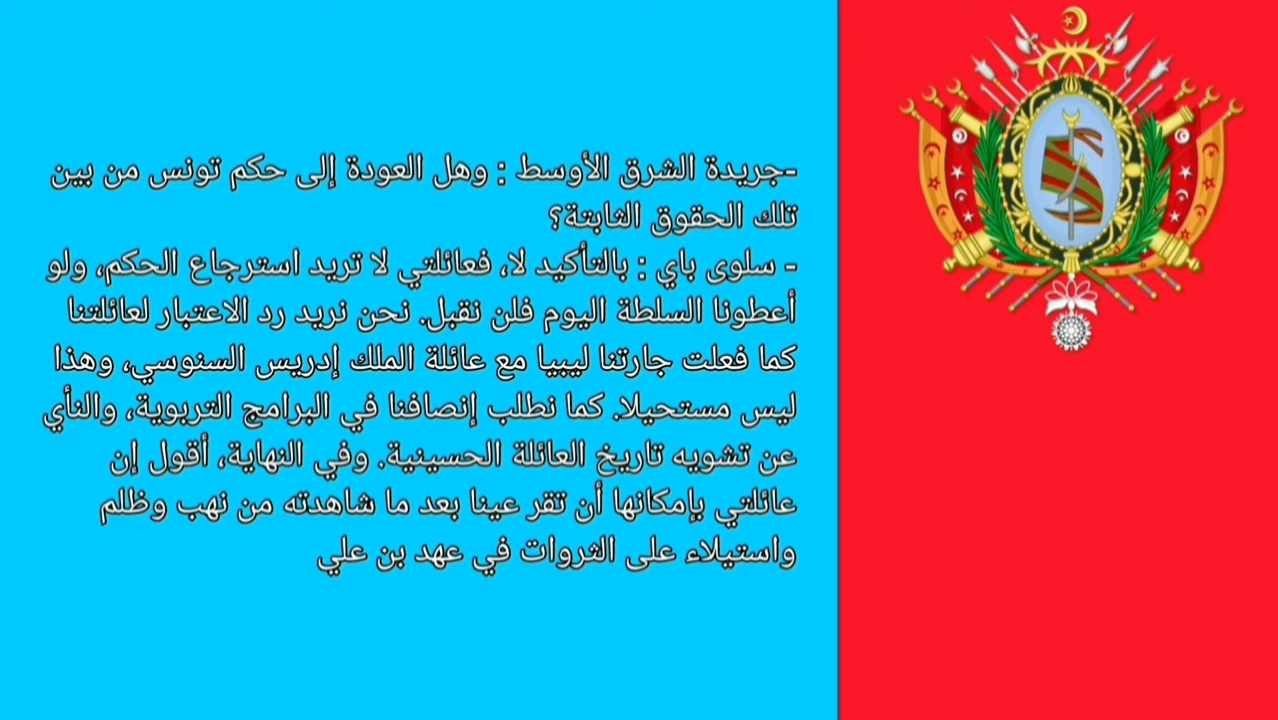 -جريدة الشرق الأوسط : وهل العودة إلى حكم تونس من بين
تلك الحقوق الثابتة؟
- سلوى باي : بالتأكيد لا، فعائلتي لا تريد استرجاع الحكم، ولو
أعطونا السلطة اليوم فلن نقبل. نحن نريد رد الاعتبار لعائلتنا
كما فعلت جارتنا ليبيا مع عائلة الملك إدريس السنوسي، وهذا
ليس مستحيلا. كما نطلب إنصافنا في البرامج التربوية، والنأي
عن تشويه تاريخ العائلة الحسينية. وفي النهاية، أقول إن
عائلتي بإمكانها أن تقر عينا بعد ما شاهدته من نهب وظلم
واستيلاء على الثروات في عهد بن علي